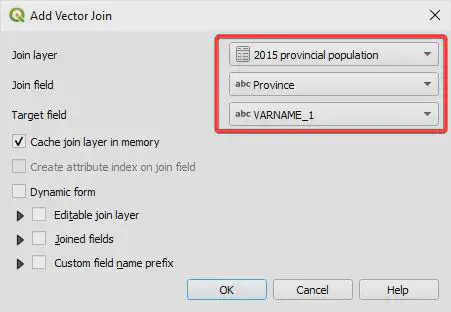 Add Vector Join
Join layer 2015 provincial population
Join field abc Province
Target field abc VARNAME_1
Cache join layer in memory
Create attribute index on join field
Dynamic form
Editable join layer
Joined fields
Custom field name prefix
OK Cancel Help